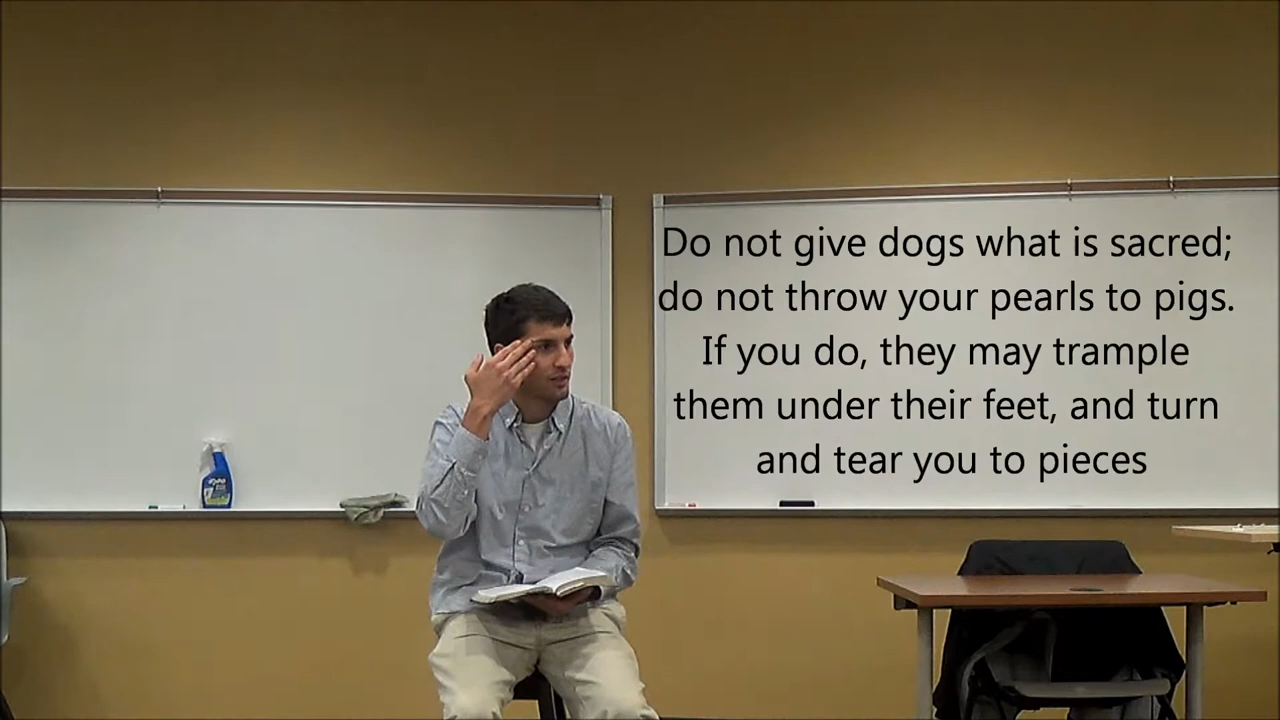 Do not give dogs what is sacred;
do not throw your pearls to pigs.
If you do, they may trample
them under their feet, and turn
and tear you to pieces